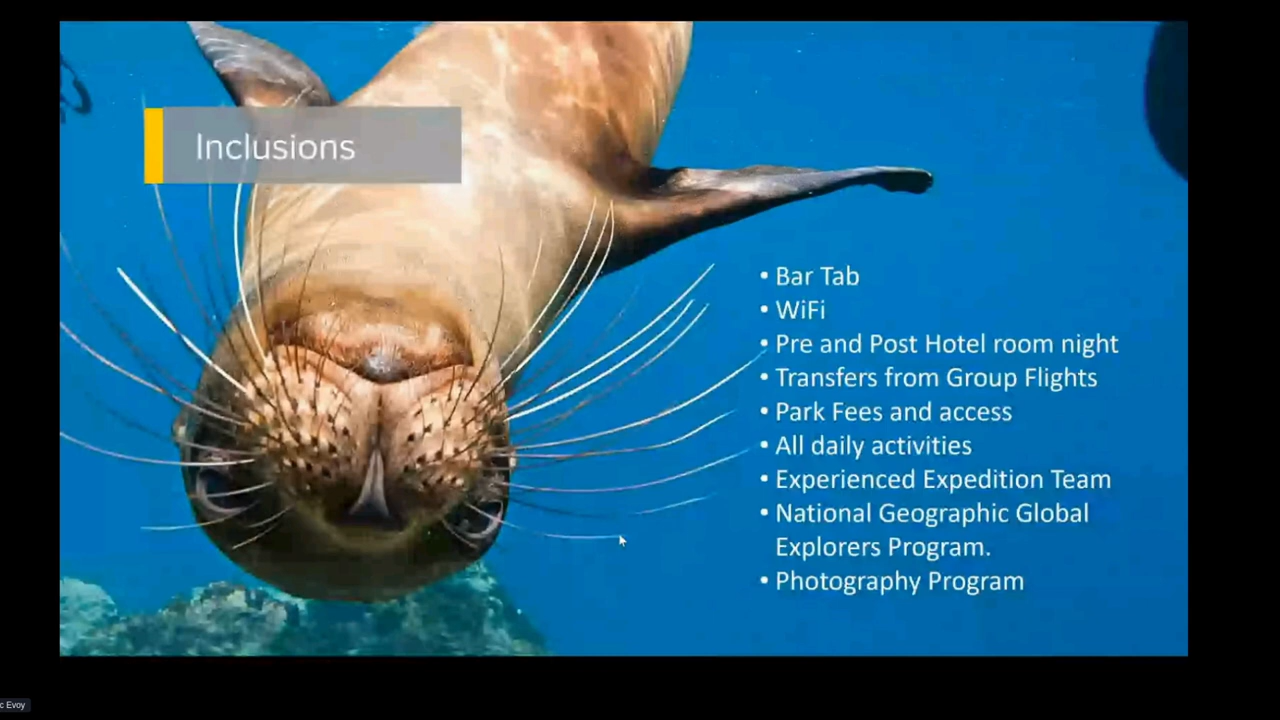 Inclusions
• Bar Tab
• WiFi
• Pre and Post Hotel room night
• Transfers from Group Flights
• Park Fees and access
• All daily activities
• Experienced Expedition Team
• National Geographic Global
Explorers Program.
• Photography Program
c Evoy